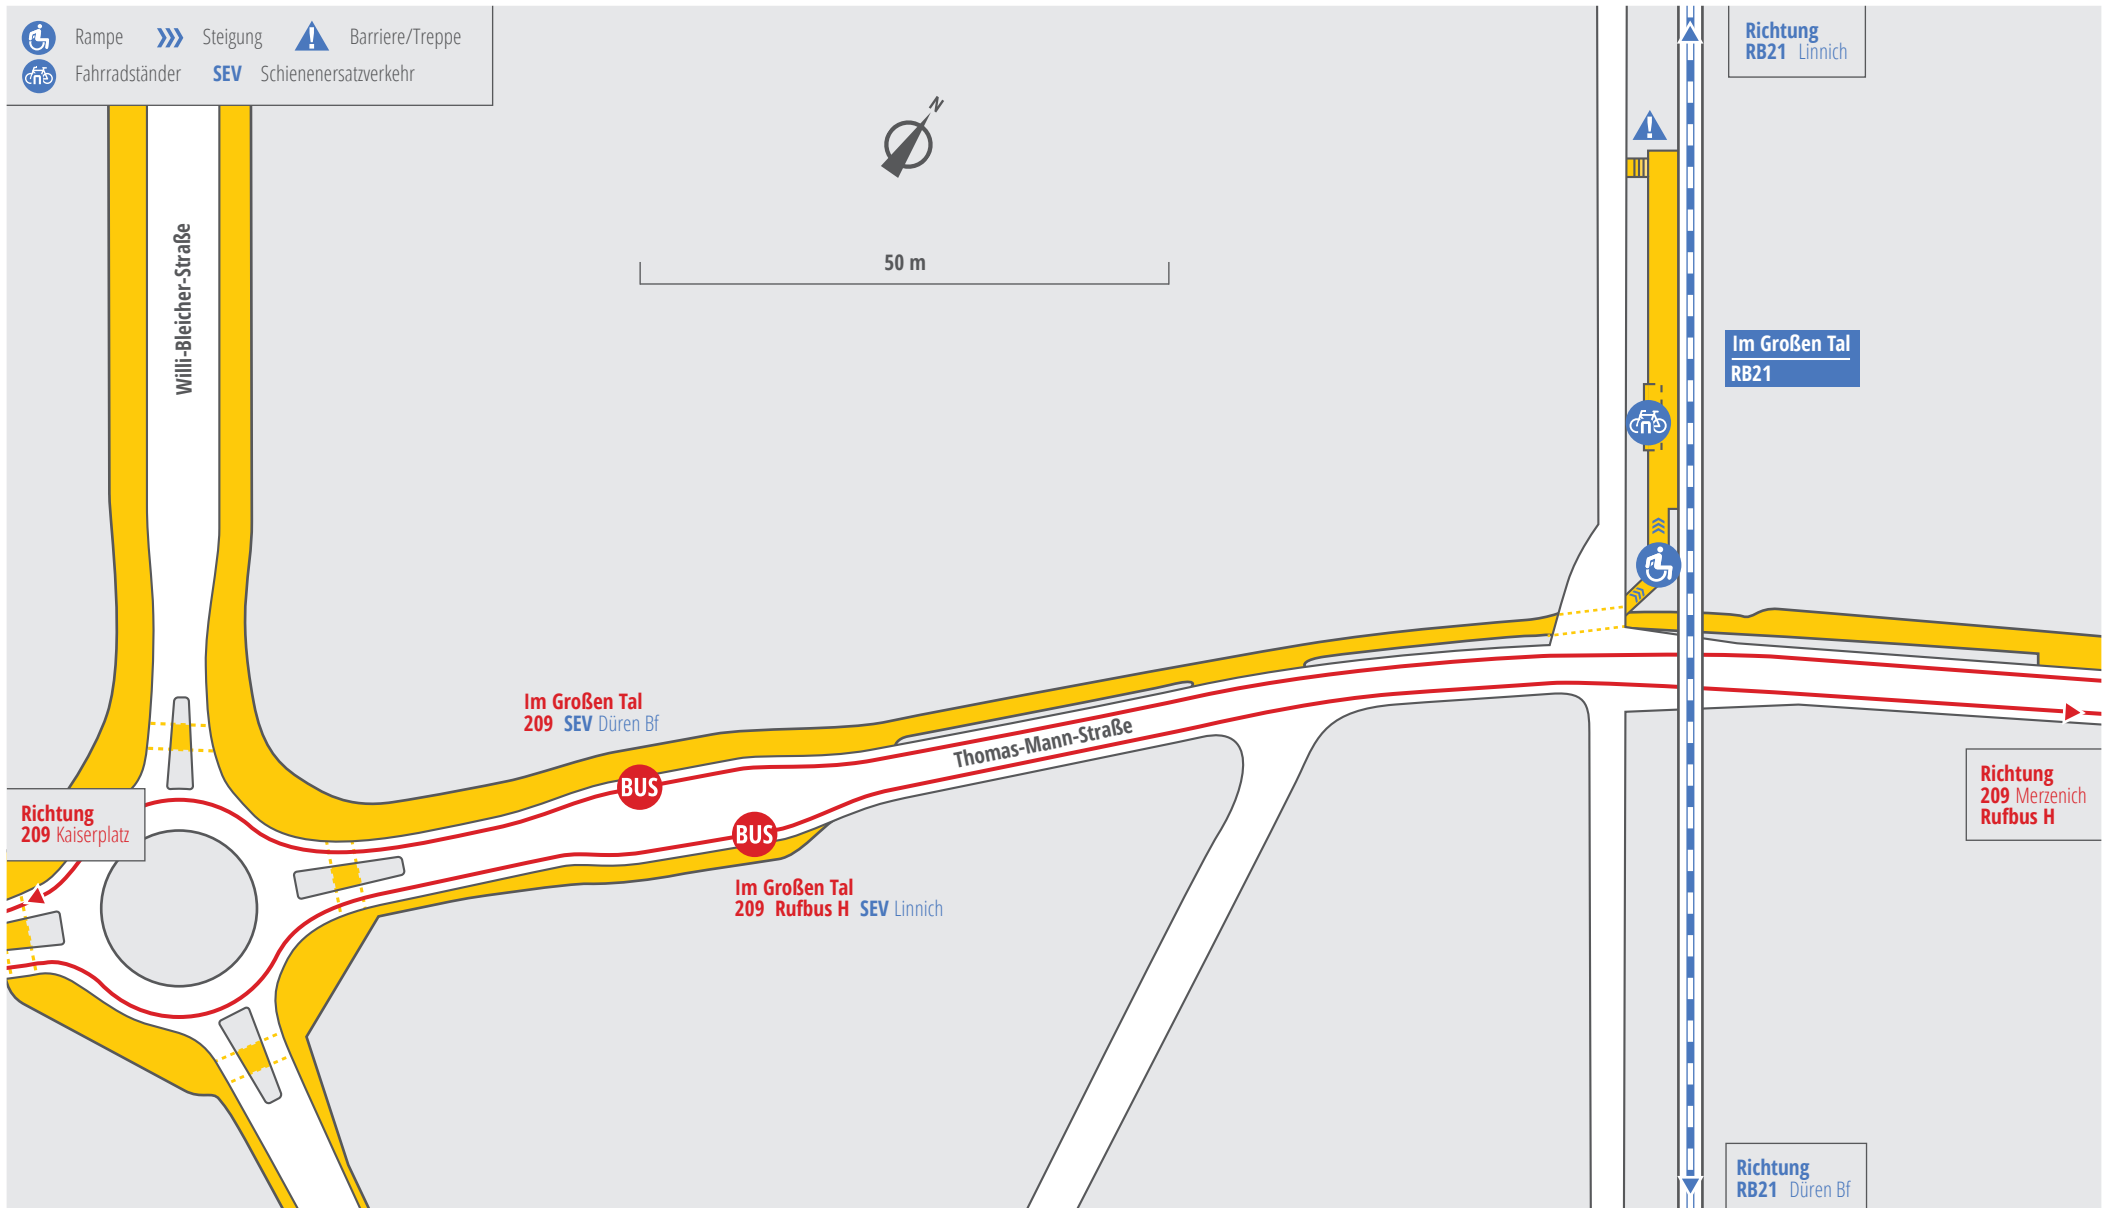 Rampe
Steigung
Barriere/Treppe
Fahrradständer
SEV Schienenersatzverkehr
N
50 m
Willi-Bleicher-Straße
Richtung
RB21 Linnich
Im Großen Tal
RB21
Im Großen Tal
209 SEV Düren Bf
BUS
Thomas-Mann-Straße
BUS
Im Großen Tal
209 Rufbus H SEV Linnich
Richtung
209 Kaiserplatz
Richtung
209 Merzenich
Rufbus H
Richtung
RB21 Düren Bf